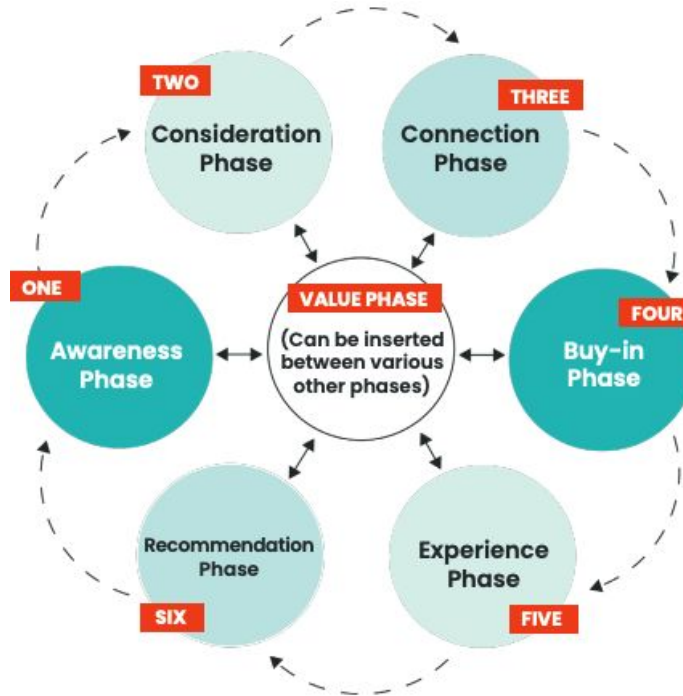 ONE
Awareness
Phase
TWO
Consideration
Phase
THREE
Connection
Phase
FOUR
Buy-in
Phase
FIVE
Experience
Phase
SIX
Recommendation
Phase
VALUE PHASE
(Can be inserted
between various
other phases)